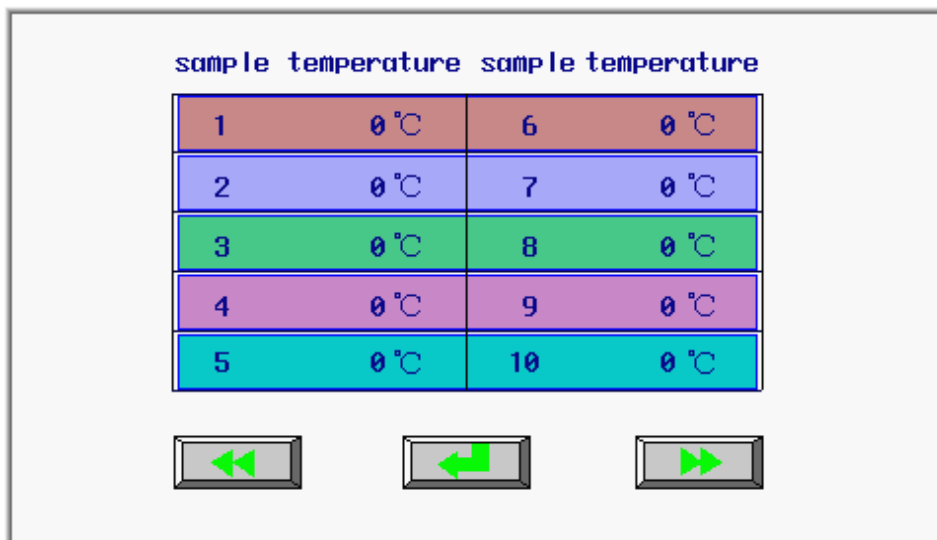 sample temperature sample temperature
1 0 ℃ 6 0 ℃
2 0 ℃ 7 0 ℃
3 0 ℃ 8 0 ℃
4 0 ℃ 9 0 ℃
5 0 ℃ 10 0 ℃